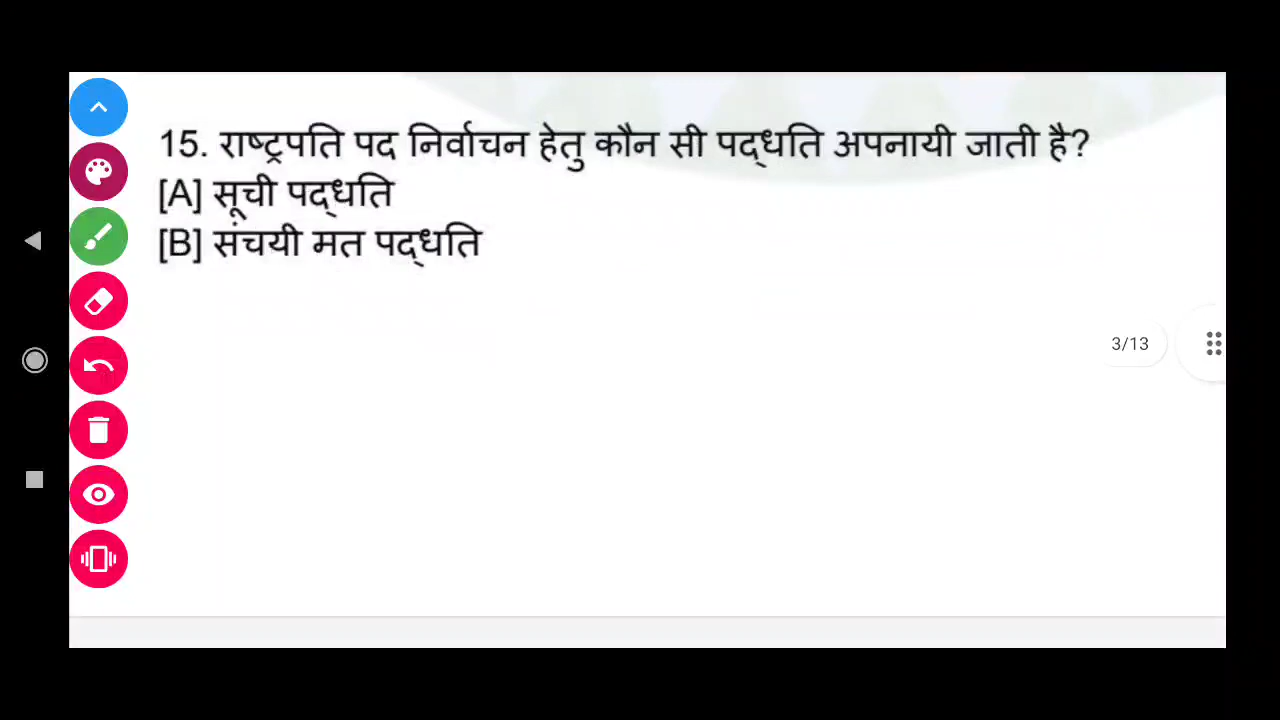 15. राष्ट्रपति पद निर्वाचन हेतु कौन सी पद्धति अपनायी जाती है?
[A] सूची पद्धति
[B] संचयी मत पद्धति
3/13